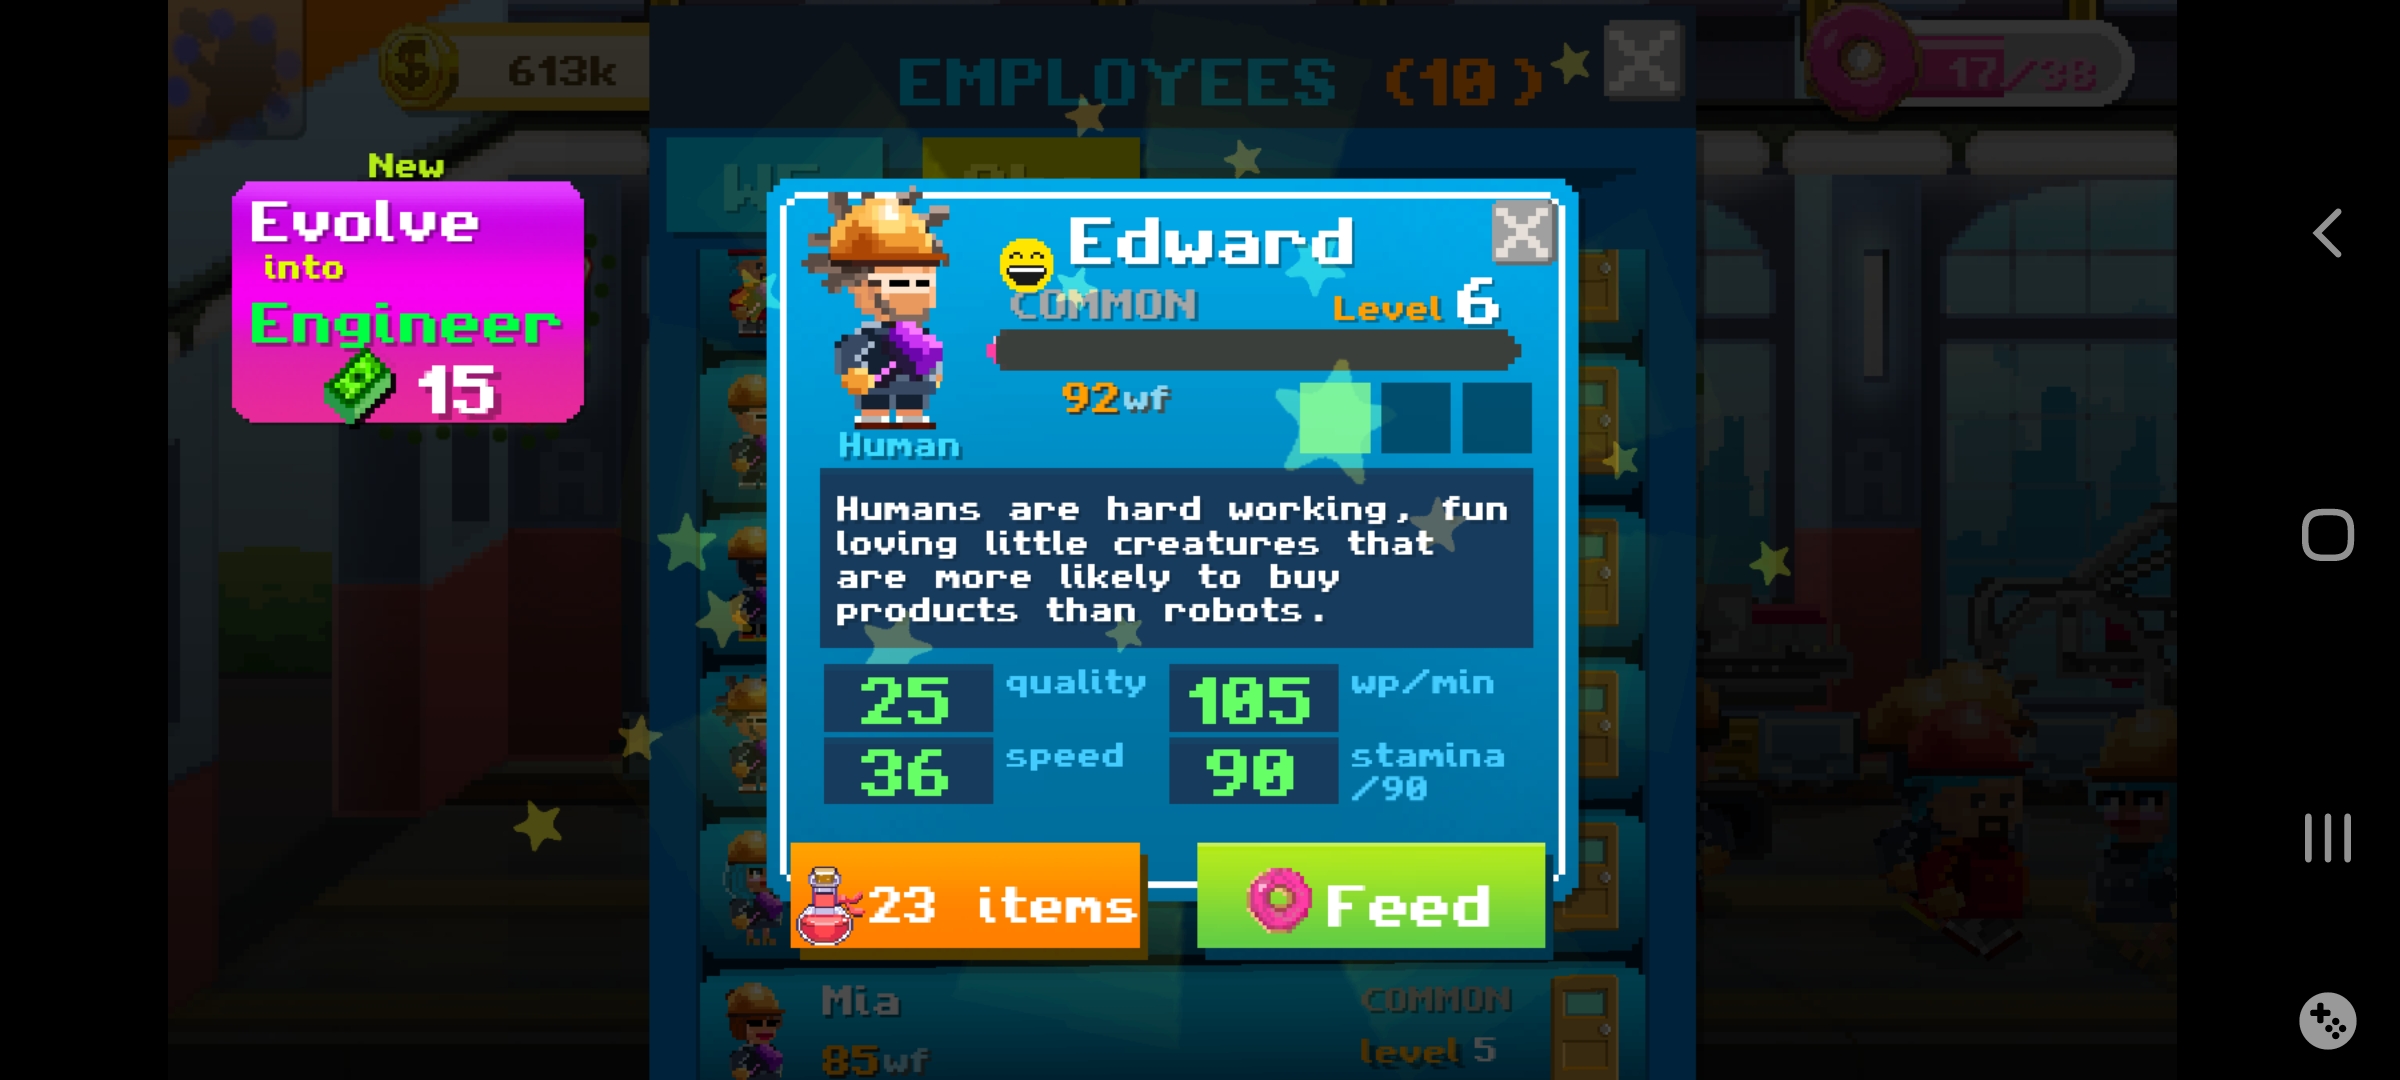 613k
EMPLOYEES (10)
17/38
New
Evolve
into
Engineer
15
Edward
COMMON
Level 6
92wf
Human
Humans are hard working, fun
loving little creatures that
are more likely to buy
products than robots.
25 quality
105 wp/min
36 speed
90 stamina
/90
23 items
Feed
Mia
COMMON
85wf
level 5